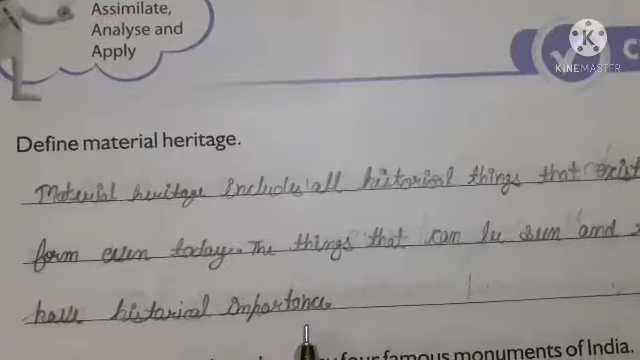 Assimilate,
Analyse and
Apply
C
KINEMASTER
Define material heritage.
Material heritage includes all historical things that exist
form even today. The things that can be seen and
have historical importance.
four famous monuments of India.